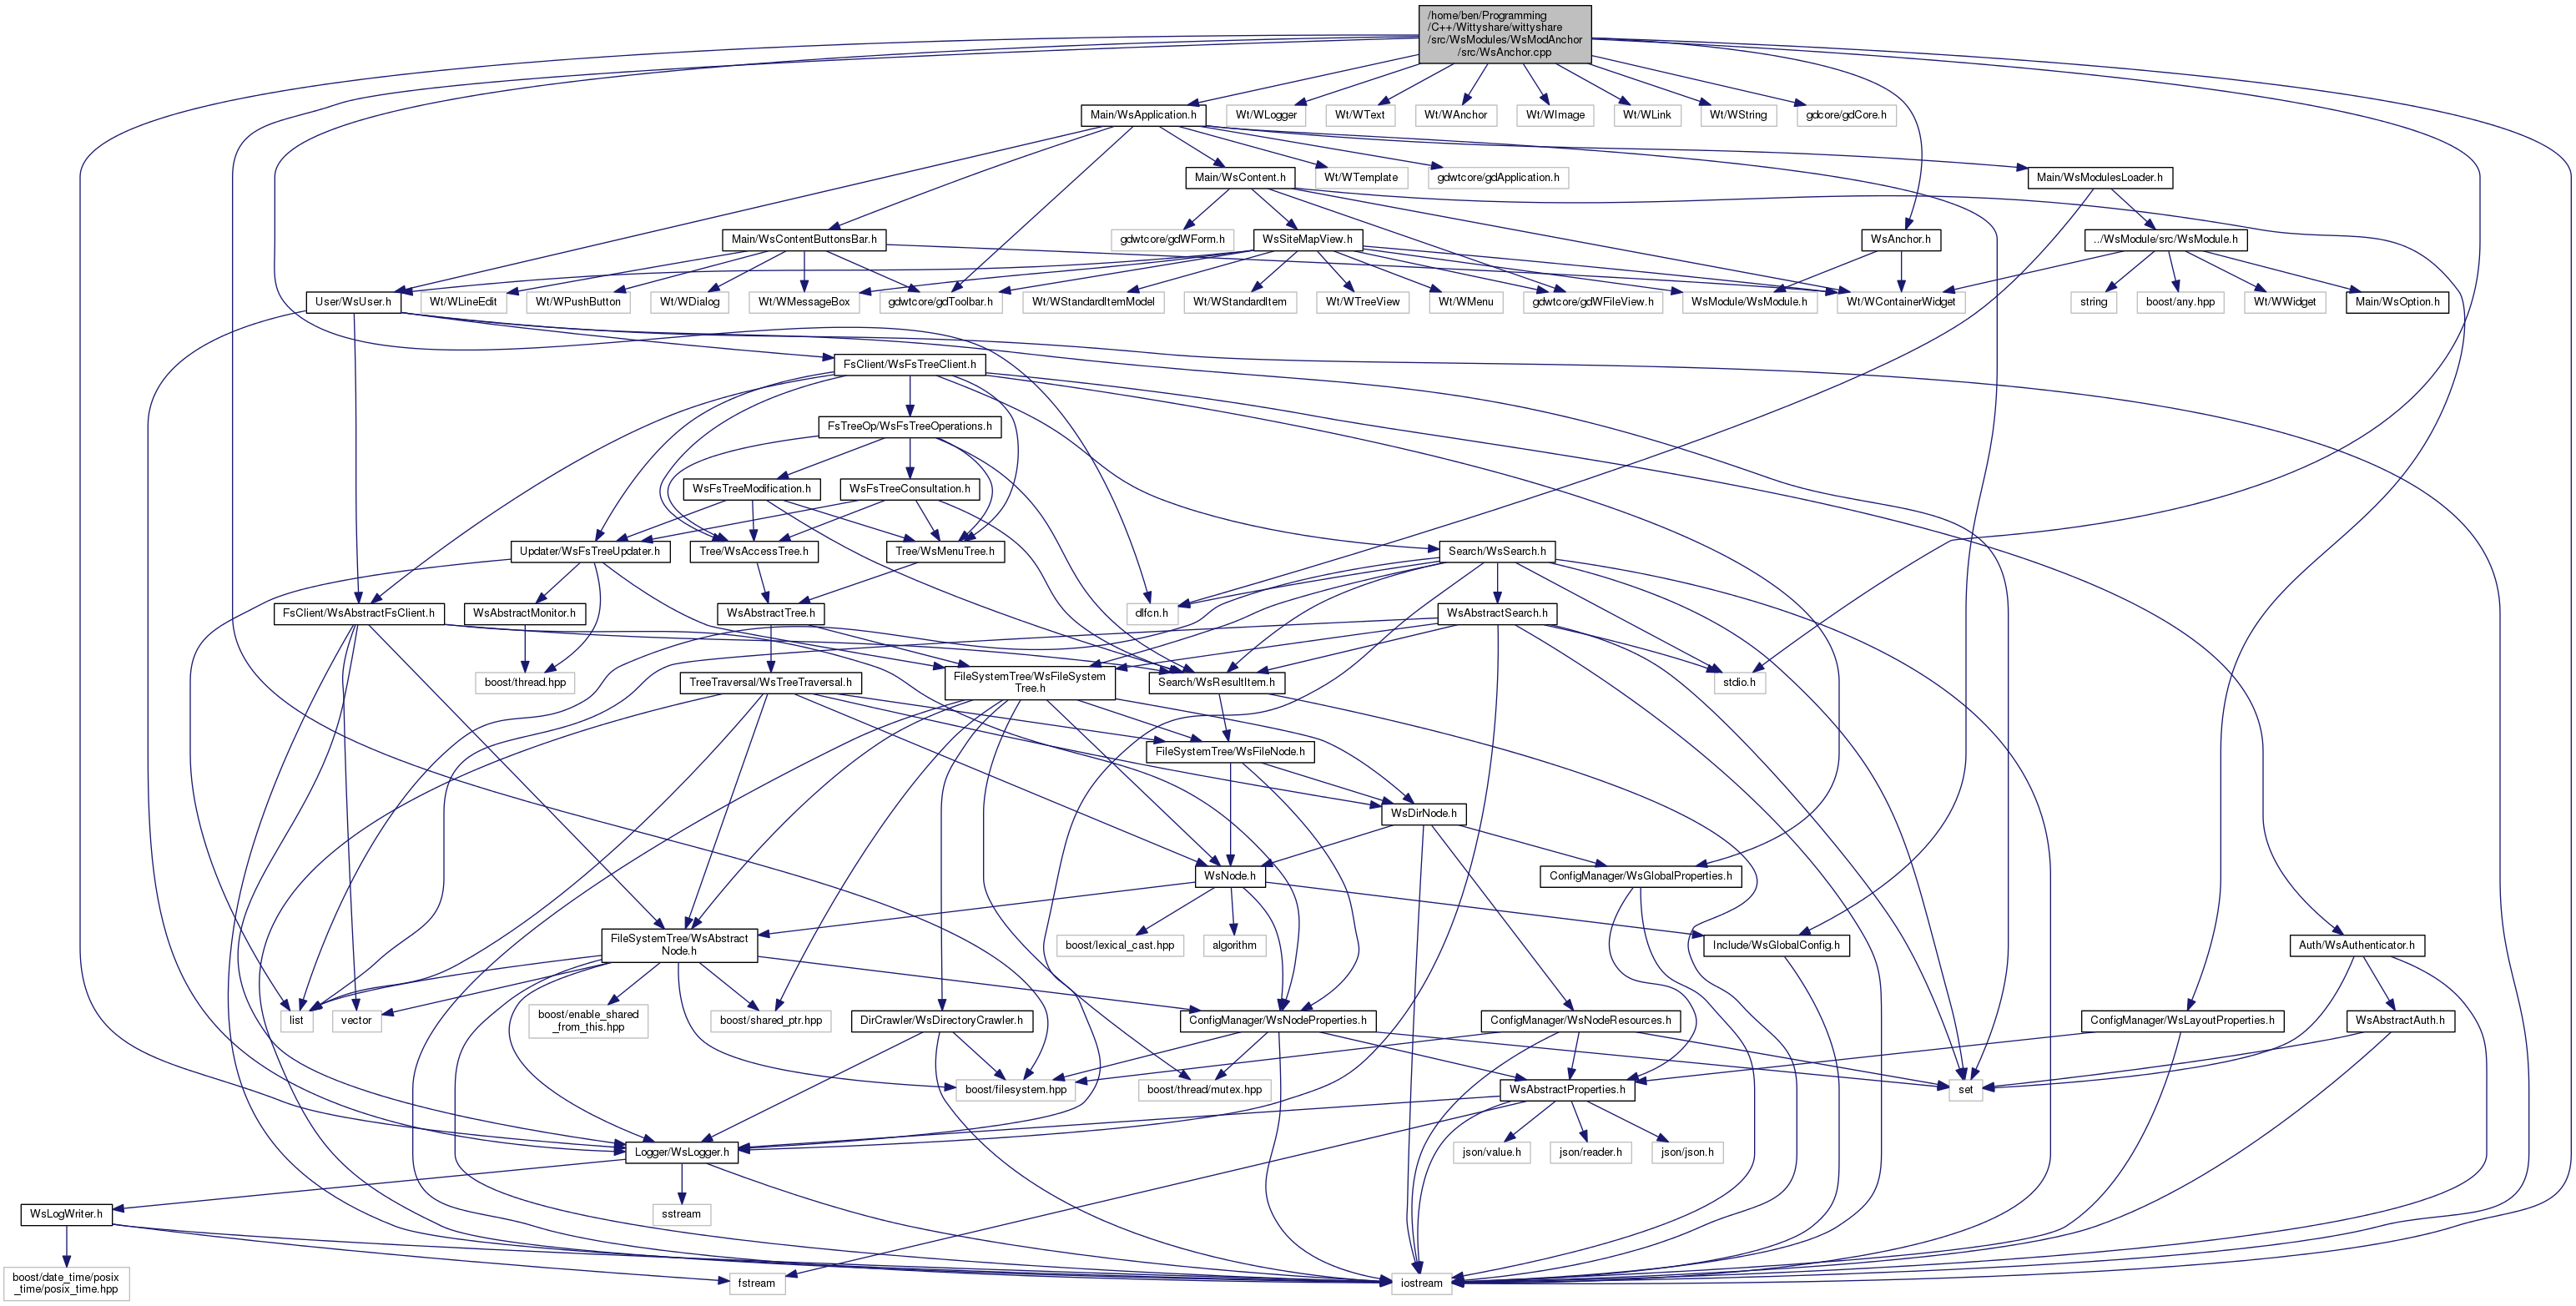 /home/ben/Programming
/C++/Wittyshare/wittyshare
/src/WsModules/WsModAnchor
/src/WsAnchor.cpp
Main/WsApplication.h
Wt/WLogger
Wt/WText
Wt/WAnchor
Wt/WImage
Wt/WLink
Wt/WString
gdcore/gdCore.h
Main/WsContent.h
Wt/WTemplate
gdwtcore/gdApplication.h
Main/WsModulesLoader.h
Main/WsContentButtonsBar.h
gdwtcore/gdWForm.h
WsSiteMapView.h
WsAnchor.h
../WsModule/src/WsModule.h
User/WsUser.h
Wt/WLineEdit
Wt/WPushButton
Wt/WDialog
Wt/WMessageBox
gdwtcore/gdToolbar.h
Wt/WStandardItemModel
Wt/WStandardItem
Wt/WTreeView
Wt/WMenu
gdwtcore/gdWFileView.h
WsModule/WsModule.h
Wt/WContainerWidget
string
boost/any.hpp
Wt/WWidget
Main/WsOption.h
FsClient/WsFsTreeClient.h
FsTreeOp/WsFsTreeOperations.h
WsFsTreeModification.h
WsFsTreeConsultation.h
Updater/WsFsTreeUpdater.h
Tree/WsAccessTree.h
Tree/WsMenuTree.h
Search/WsSearch.h
FsClient/WsAbstractFsClient.h
WsAbstractMonitor.h
WsAbstractTree.h
dlfcn.h
WsAbstractSearch.h
boost/thread.hpp
TreeTraversal/WsTreeTraversal.h
FileSystemTree/WsFileSystem
Tree.h
Search/WsResultItem.h
stdio.h
FileSystemTree/WsFileNode.h
WsDirNode.h
WsNode.h
ConfigManager/WsGlobalProperties.h
FileSystemTree/WsAbstract
Node.h
boost/lexical_cast.hpp
algorithm
Include/WsGlobalConfig.h
Auth/WsAuthenticator.h
list
vector
boost/enable_shared
_from_this.hpp
boost/shared_ptr.hpp
DirCrawler/WsDirectoryCrawler.h
ConfigManager/WsNodeProperties.h
ConfigManager/WsNodeResources.h
ConfigManager/WsLayoutProperties.h
WsAbstractAuth.h
boost/filesystem.hpp
boost/thread/mutex.hpp
WsAbstractProperties.h
set
Logger/WsLogger.h
json/value.h
json/reader.h
json/json.h
WsLogWriter.h
sstream
boost/date_time/posix
_time/posix_time.hpp
fstream
iostream